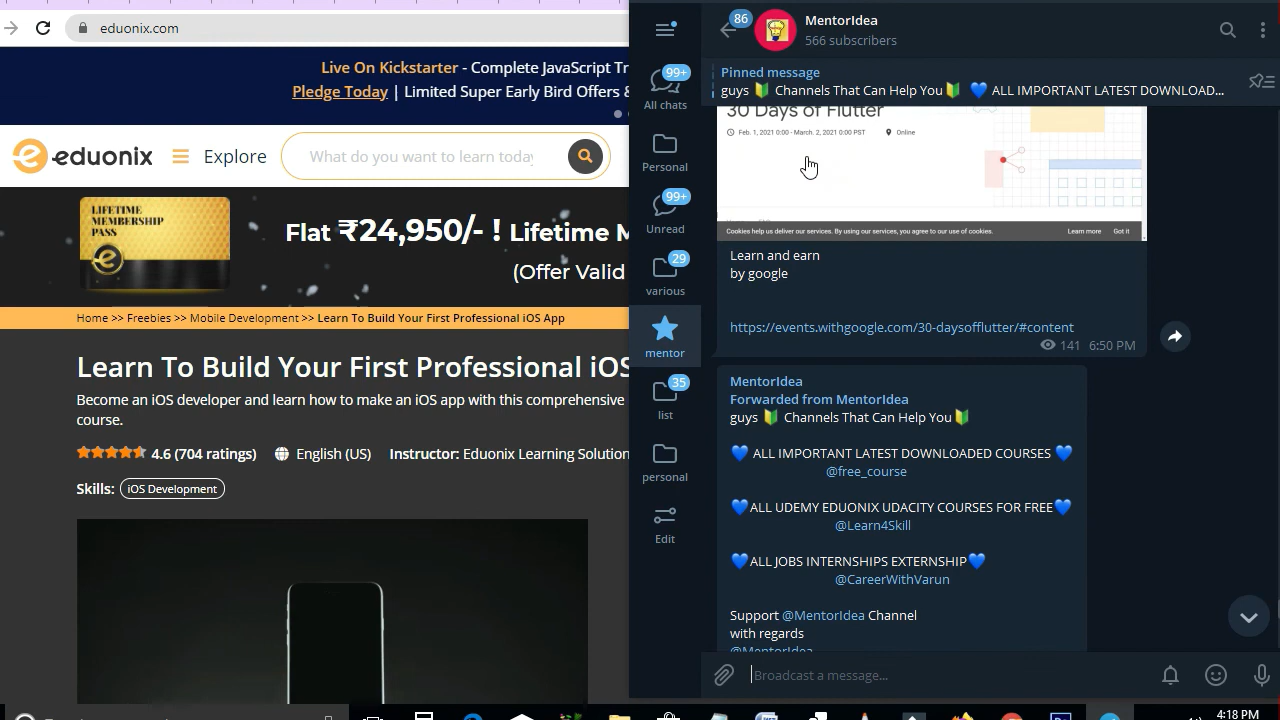 eduonix.com
Live On Kickstarter - Complete JavaScript Tr
Pledge Today | Limited Super Early Bird Offers &
eduonix
Explore
What do you want to learn today
LIFETIME
MEMBERSHIP
PASS
Flat ₹24,950/- ! Lifetime M
(Offer Valid
Home >> Freebies >> Mobile Development >> Learn To Build Your First Professional iOS App
Learn To Build Your First Professional iOS
Become an iOS developer and learn how to make an iOS app with this comprehensive
course.
4.6 (704 ratings)
English (US)
Instructor: Eduonix Learning Solution
Skills:
iOS Development
99+
All chats
Personal
99+
Unread
29
various
mentor
35
list
personal
Edit
86
MentorIdea
566 subscribers
Pinned message
guys 🔰 Channels That Can Help You🔰 💙 ALL IMPORTANT LATEST DOWNLOAD...
30 Days of Flutter
Feb. 1, 2021 0:00 - March. 2, 2021 0:00 PST
Online
Cookies help us deliver our services. By using our services, you agree to our use of cookies.
Learn more
Got it
Learn and earn
by google
https://events.withgoogle.com/30-daysofflutter/#content
141 6:50 PM
MentorIdea
Forwarded from MentorIdea
guys 🔰 Channels That Can Help You🔰
💙 ALL IMPORTANT LATEST DOWNLOADED COURSES 💙
@free_course
💙ALL UDEMY EDUONIX UDACITY COURSES FOR FREE💙
@Learn4Skill
💙ALL JOBS INTERNSHIPS EXTERNSHIP💙
@CareerWithVarun
Support @MentorIdea Channel
with regards
@MentorIdea
Broadcast a message...
4:18 PM